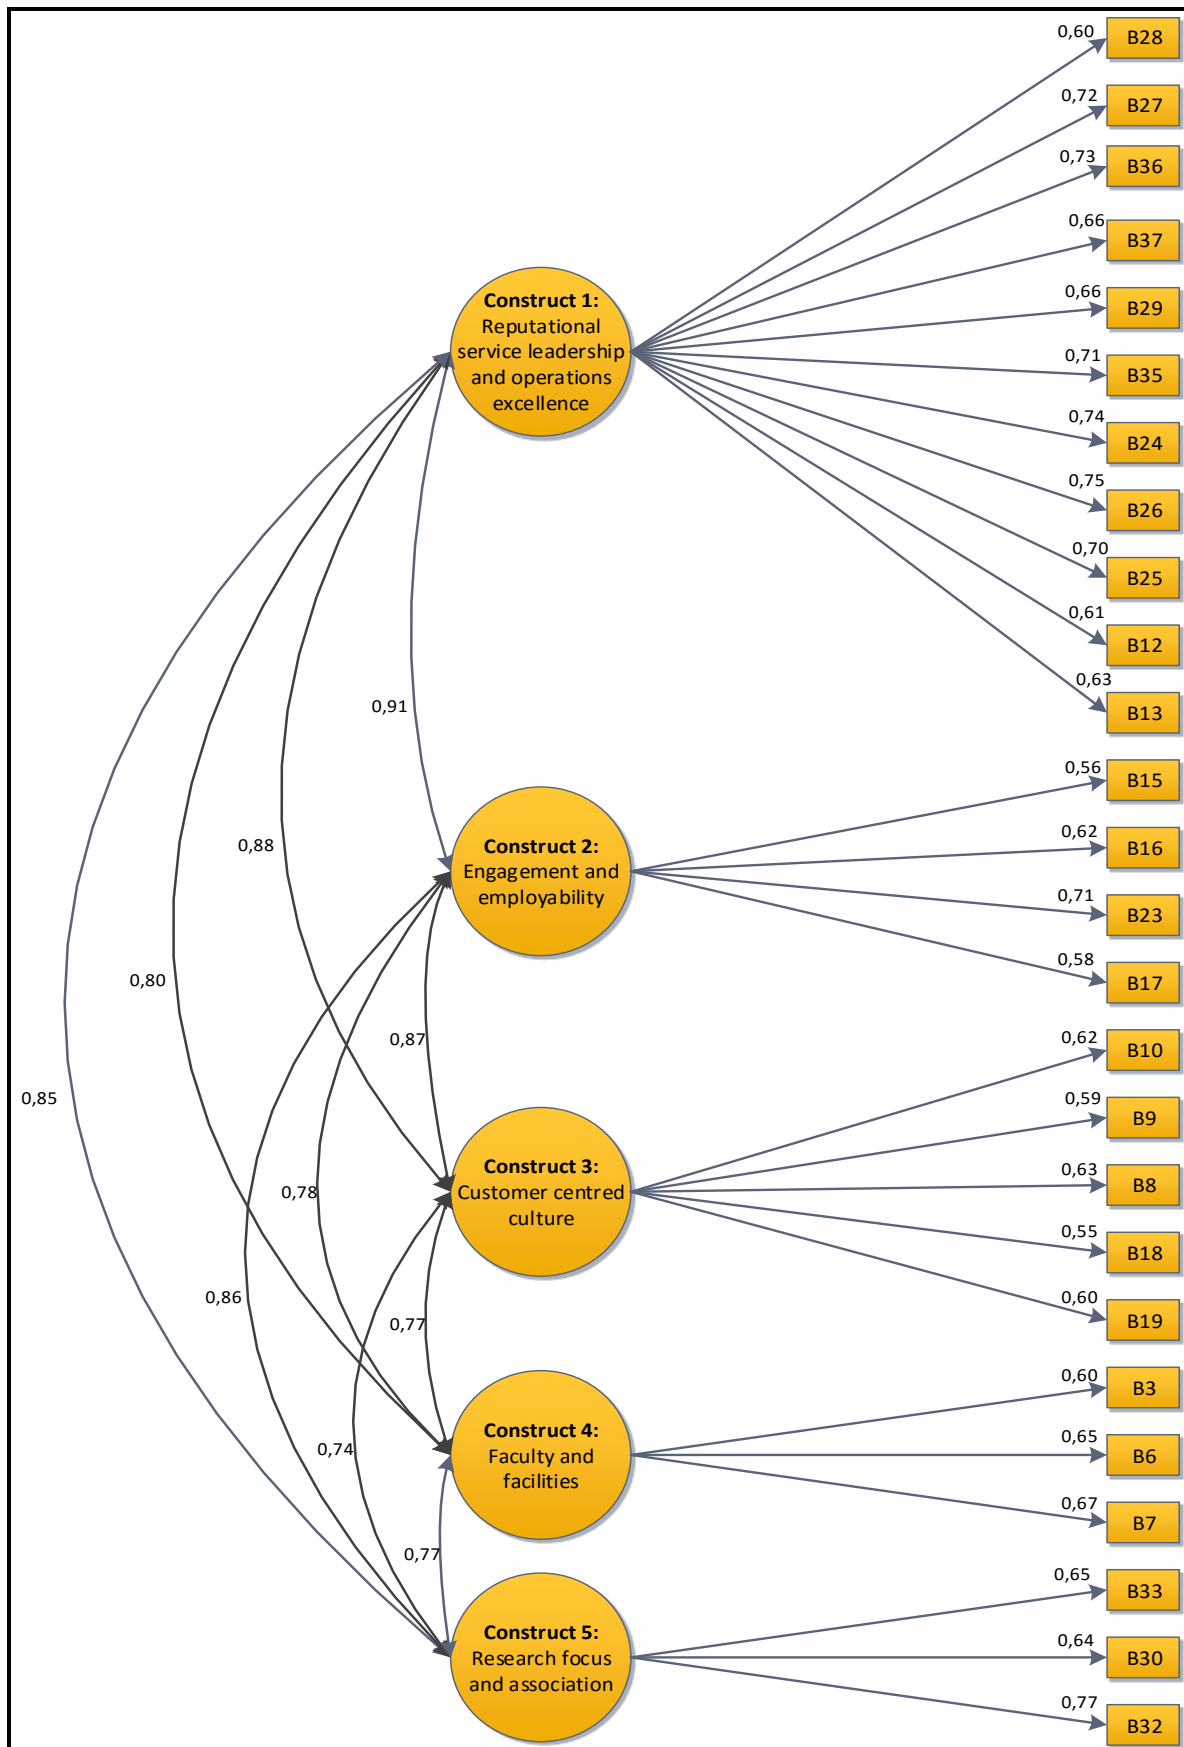 0,60
B28
0,72
B27
0,73
B36
0,66
B37
0,66
B29
0,71
B35
0,74
B24
0,75
B26
0,70
B25
0,61
B12
0,63
B13
Construct 1:
Reputational
service leadership
and operations
excellence
0,91
0,88
0,80
0,85
0,56
B15
0,62
B16
0,71
B23
0,58
B17
Construct 2:
Engagement and
employability
0,87
0,78
0,86
0,62
B10
0,59
B9
0,63
B8
0,55
B18
0,60
B19
Construct 3:
Customer centred
culture
0,77
0,74
0,60
B3
0,65
B6
0,67
B7
Construct 4:
Faculty and
facilities
0,77
0,65
B33
0,64
B30
0,77
B32
Construct 5:
Research focus
and association